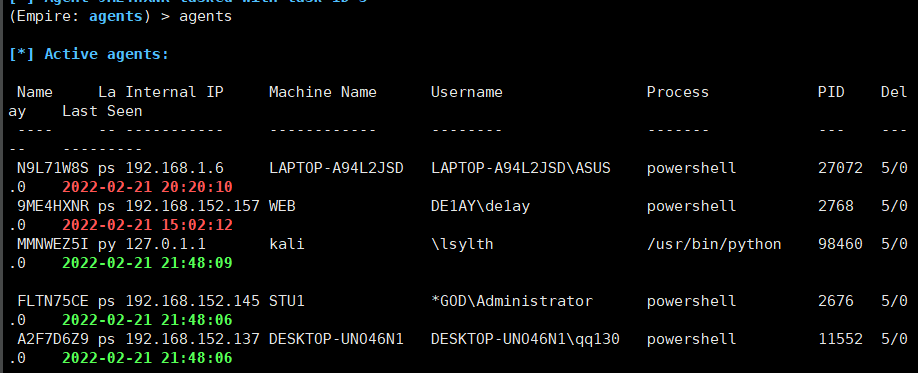 (Empire: agents) > agents
[*] Active agents:
Name La Internal IP Machine Name Username Process PID Del
ay Last Seen
---- -- ----------- ------------ -------- ------- --- ---
-- ---------
N9L71W8S ps 192.168.1.6 LAPTOP-A94L2JSD LAPTOP-A94L2JSD\ASUS powershell 27072 5/0
.0 2022-02-21 20:20:10
9ME4HXNR ps 192.168.152.157 WEB DE1AY\de1ay powershell 2768 5/0
.0 2022-02-21 15:02:12
MMNWEZ5I py 127.0.1.1 kali \lsylth /usr/bin/python 98460 5/0
.0 2022-02-21 21:48:09
FLTN75CE ps 192.168.152.145 STU1 *GOD\Administrator powershell 2676 5/0
.0 2022-02-21 21:48:06
A2F7D6Z9 ps 192.168.152.137 DESKTOP-UNO46N1 DESKTOP-UNO46N1\qq130 powershell 11552 5/0
.0 2022-02-21 21:48:06